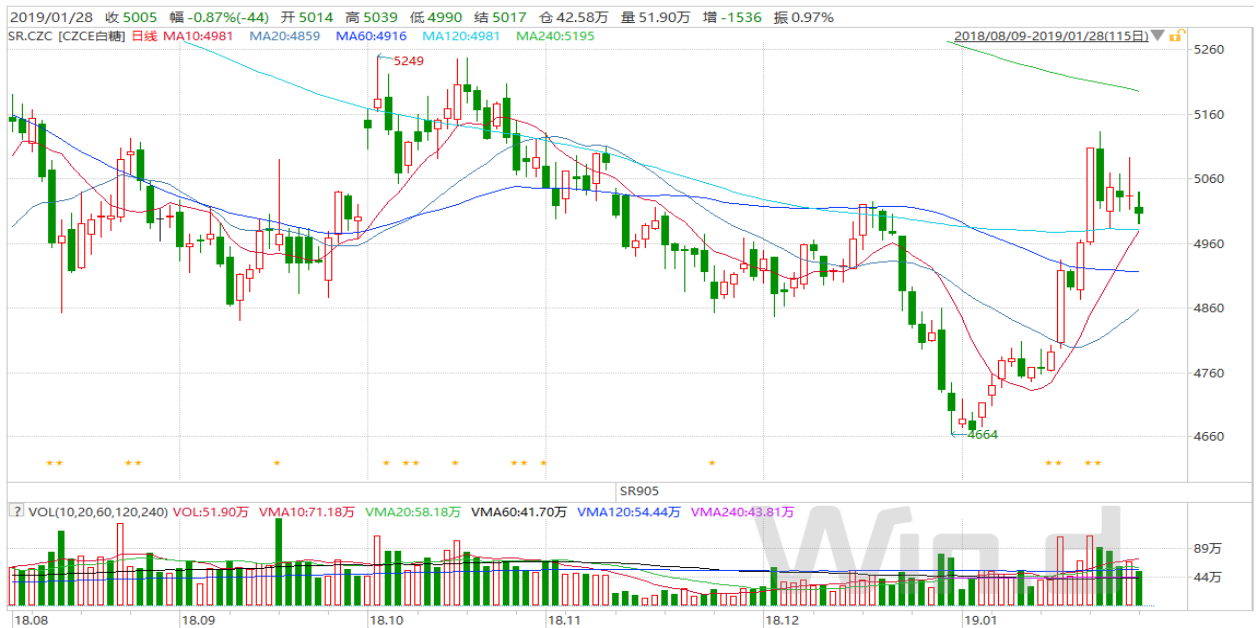 2019/01/28 收 5005 幅 -0.87%(-44) 开 5014 高 5039 低 4990 结 5017 仓 42.58万 量 51.90万 增 -1536 振 0.97%
SR.CZC [CZCE白糖] 日线 MA10:4981 MA20:4859 MA60:4916 MA120:4981 MA240:5195 2018/08/09-2019/01/28(115日)
5260
5249
5160
5060
4960
4860
4760
4664
4660
SR905
? VOL(10,20,60,120,240) VOL:51.90万 VMA10:71.18万 VMA20:58.18万 VMA60:41.70万 VMA120:54.44万 VMA240:43.81万
Wind
89万
44万
18.08 18.09 18.10 18.11 18.12 19.01